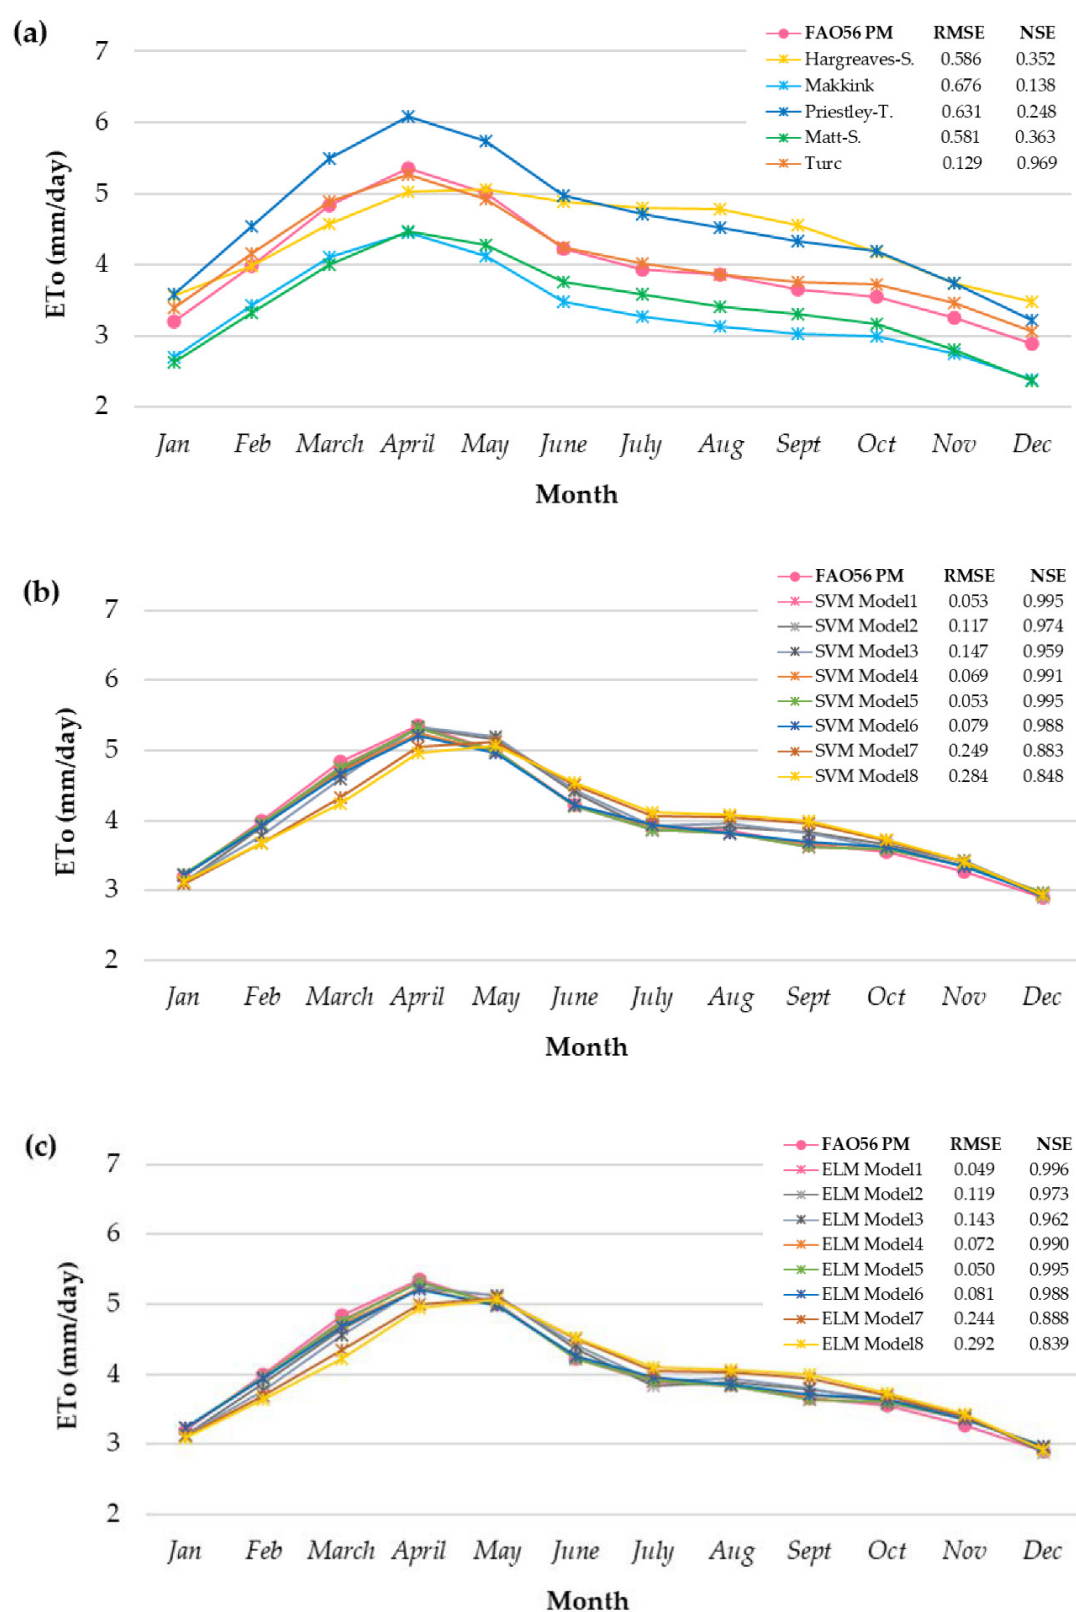 (a)
FAO56 PM RMSE NSE
Hargreaves-S. 0.586 0.352
Makkink 0.676 0.138
Priestley-T. 0.631 0.248
Matt-S. 0.581 0.363
Turc 0.129 0.969
7
6
5
4
3
2
ETo (mm/day)
Jan Feb March April May June July Aug Sept Oct Nov Dec
Month
(b)
FAO56 PM RMSE NSE
SVM Model1 0.053 0.995
SVM Model2 0.117 0.974
SVM Model3 0.147 0.959
SVM Model4 0.069 0.991
SVM Model5 0.053 0.995
SVM Model6 0.079 0.988
SVM Model7 0.249 0.883
SVM Model8 0.284 0.848
7
6
5
4
3
2
ETo (mm/day)
Jan Feb March April May June July Aug Sept Oct Nov Dec
Month
(c)
FAO56 PM RMSE NSE
ELM Model1 0.049 0.996
ELM Model2 0.119 0.973
ELM Model3 0.143 0.962
ELM Model4 0.072 0.990
ELM Model5 0.050 0.995
ELM Model6 0.081 0.988
ELM Model7 0.244 0.888
ELM Model8 0.292 0.839
7
6
5
4
3
2
ETo (mm/day)
Jan Feb March April May June July Aug Sept Oct Nov Dec
Month